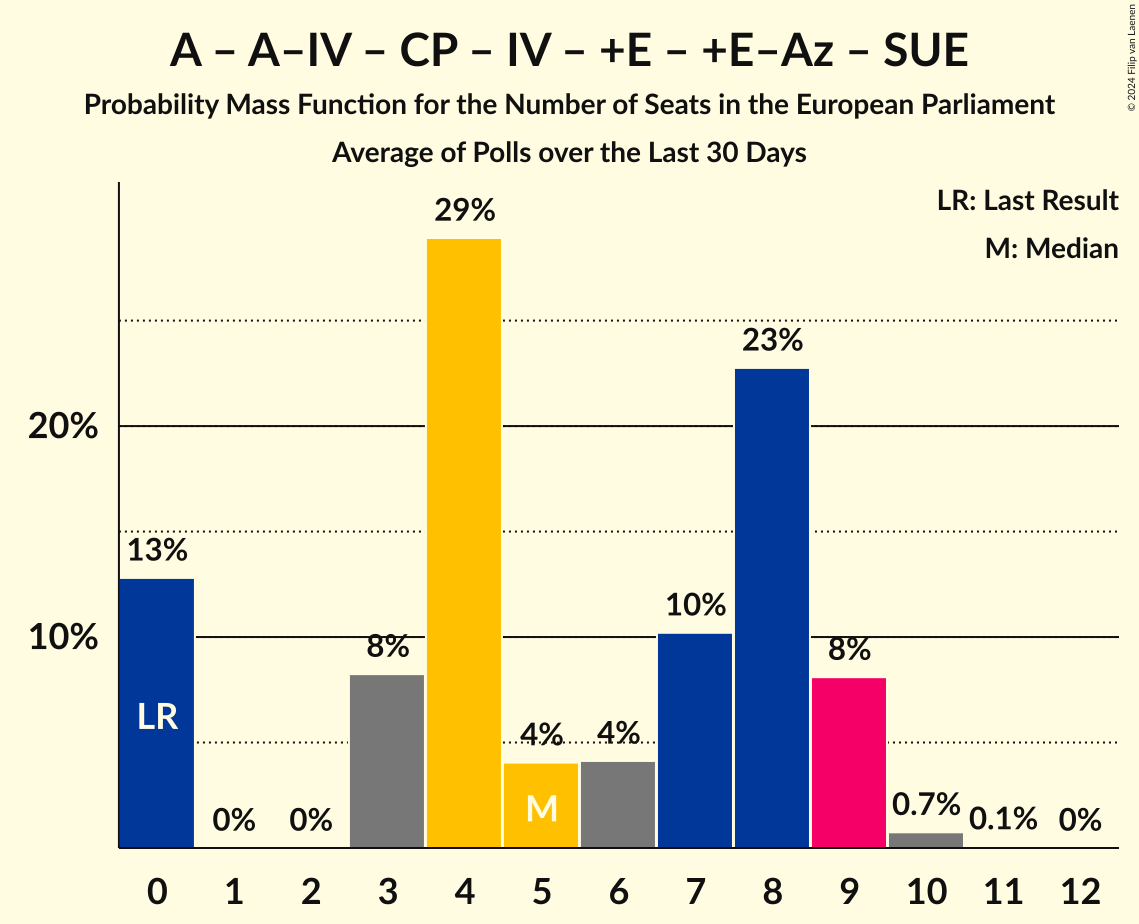 A – A–IV – CP – IV – +E – +E–Az – SUE
Probability Mass Function for the Number of Seats in the European Parliament
Average of Polls over the Last 30 Days
© 2024 Filip van Laenen
LR: Last Result
M: Median
20%
10%
13%
0%
0%
8%
29%
4%
4%
10%
23%
8%
0.7%
0.1%
0%
LR
M
0 1 2 3 4 5 6 7 8 9 10 11 12